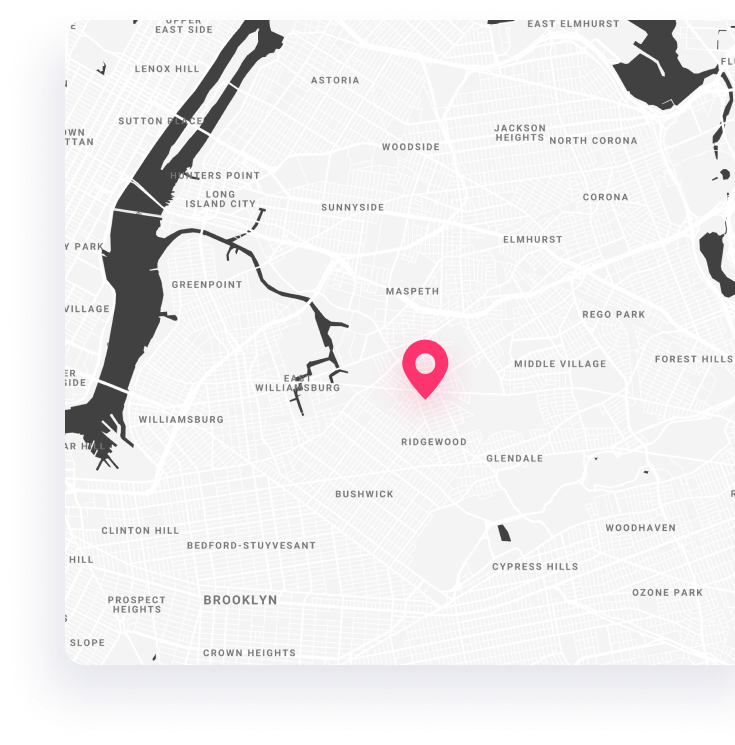 UPPER
EAST SIDE
EAST ELMHURST
LENOX HILL
ASTORIA
SUTTON PLACE
JACKSON
HEIGHTS
NORTH CORONA
OWN
TTAN
WOODSIDE
HUNTERS POINT
LONG
ISLAND CITY
SUNNYSIDE
CORONA
ELMHURST
Y PARK
GREENPOINT
MASPETH
VILLAGE
REGO PARK
MIDDLE VILLAGE
FOREST HILLS
ER
SIDE
EAST
WILLIAMSBURG
WILLIAMSBURG
RIDGEWOOD
AR HILL
GLENDALE
BUSHWICK
CLINTON HILL
WOODHAVEN
BEDFORD-STUYVESANT
HILL
CYPRESS HILLS
OZONE PARK
PROSPECT
HEIGHTS
BROOKLYN
SLOPE
CROWN HEIGHTS